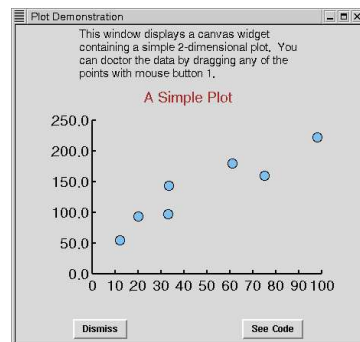 Plot Demonstration
This window displays a canvas widget
containing a simple 2-dimensional plot. You
can doctor the data by dragging any of the
points with mouse button 1.
A Simple Plot
250.0
200.0
150.0
100.0
50.0
0.0
0 10 20 30 40 50 60 70 80 90 100
Dismiss See Code